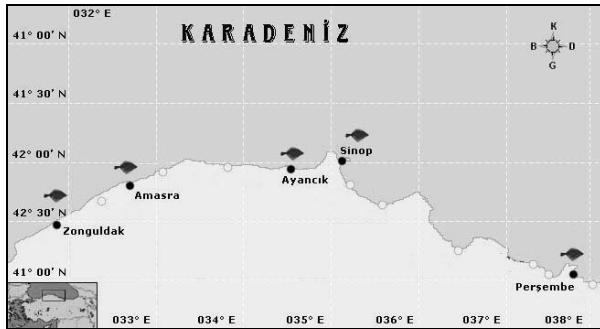 032° E
KARADENİZ
41° 00' N
K
B D
G
41° 30' N
Sinop
42° 00' N
Ayancık
Amasra
42° 30' N
Zonguldak
41° 00' N
Perşembe
033° E 034° E 035° E 036° E 037° E 038° E